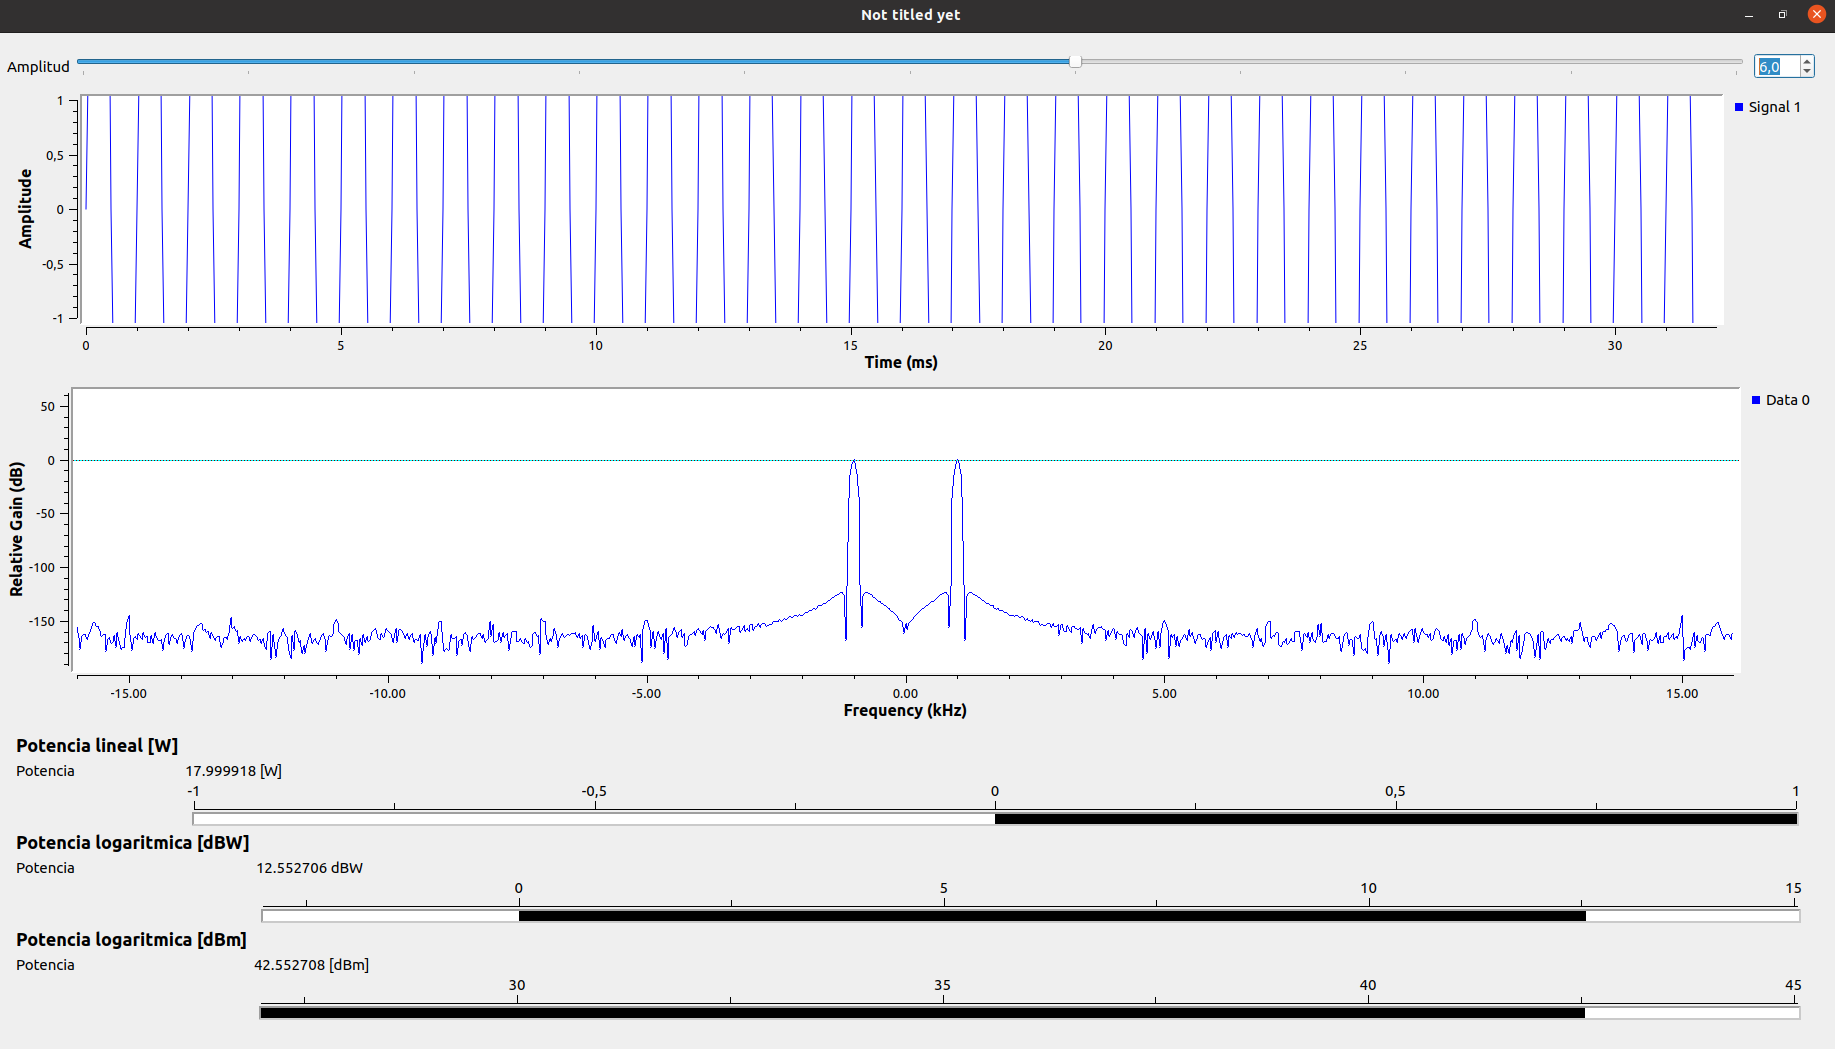 Not titled yet
Amplitud
6,0
Signal 1
Amplitude
1
0,5
0
-0,5
-1
0 5 10 15 20 25 30
Time (ms)
Data 0
Relative Gain (dB)
50
0
-50
-100
-150
-15.00 -10.00 -5.00 0.00 5.00 10.00 15.00
Frequency (kHz)
Potencia lineal [W]
Potencia 17.999918 [W]
-1 -0,5 0 0,5 1
Potencia logaritmica [dBW]
Potencia 12.552706 dBW
0 5 10 15
Potencia logaritmica [dBm]
Potencia 42.552708 [dBm]
30 35 40 45